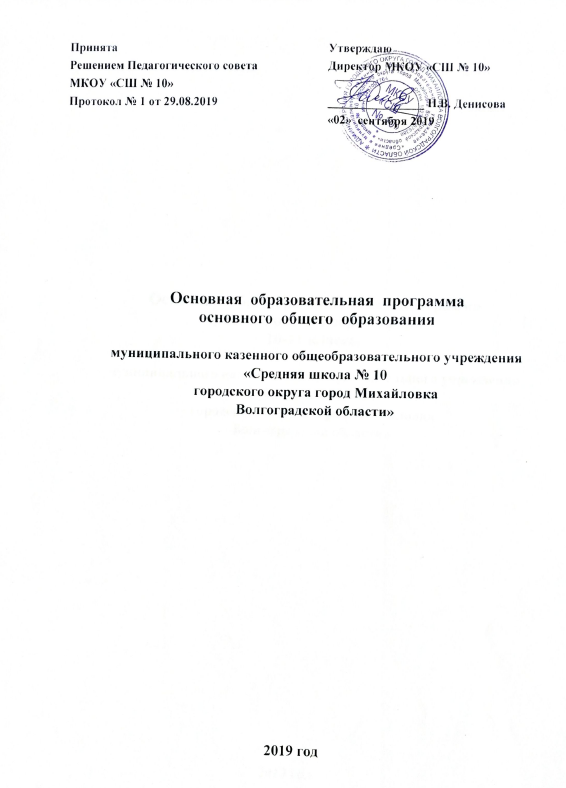 Принята
Решением Педагогического совета
МКОУ «СШ № 10»
Протокол № 1 от 29.08.2019
Утверждаю
Директор МКОУ «СШ № 10»
Н.В. Денисова
«02» сентября 2019
Основная образовательная программа
основного общего образования
муниципального казенного общеобразовательного учреждения
«Средняя школа № 10
городского округа город Михайловка
Волгоградской области»
2019 год